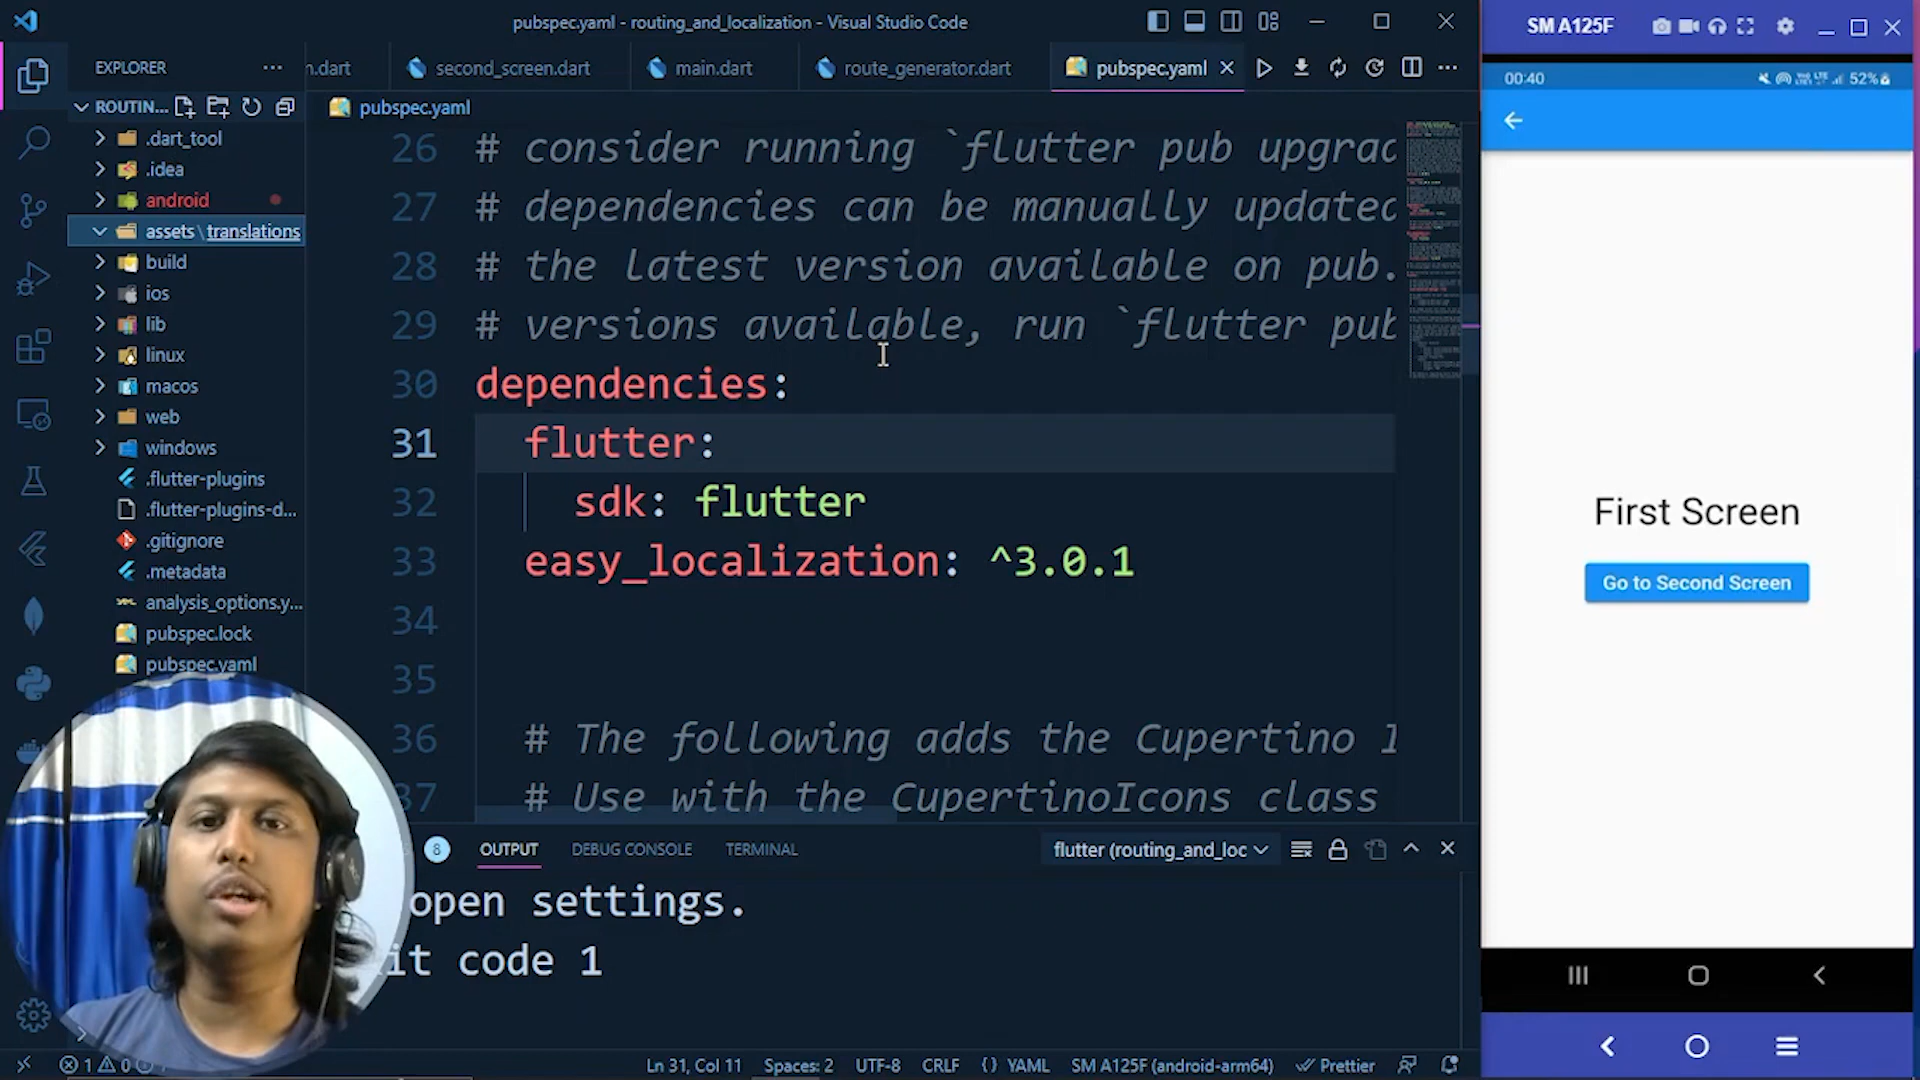 pubspec.yaml - routing_and_localization - Visual Studio Code
EXPLORER
n.dart
second_screen.dart
main.dart
route_generator.dart
pubspec.yaml
ROUTIN...
pubspec.yaml
.dart_tool
.idea
android
assets\translations
build
ios
lib
linux
macos
web
windows
.flutter-plugins
.flutter-plugins-d...
.gitignore
.metadata
analysis_options.y...
pubspec.lock
pubspec.yaml
26 # consider running `flutter pub upgrad
27 # dependencies can be manually updated
28 # the latest version available on pub.
29 # versions available, run `flutter pub
30 dependencies:
31 flutter:
32 sdk: flutter
33 easy_localization: ^3.0.1
34
35
36 # The following adds the Cupertino I
37 # Use with the CupertinoIcons class
8 OUTPUT DEBUG CONSOLE TERMINAL
flutter (routing_and_loc
open settings.
it code 1
1 0
Ln 31, Col 11 Spaces: 2 UTF-8 CRLF {} YAML SM A125F (android-arm64) Prettier
SM A125F
00:40
52%
First Screen
Go to Second Screen